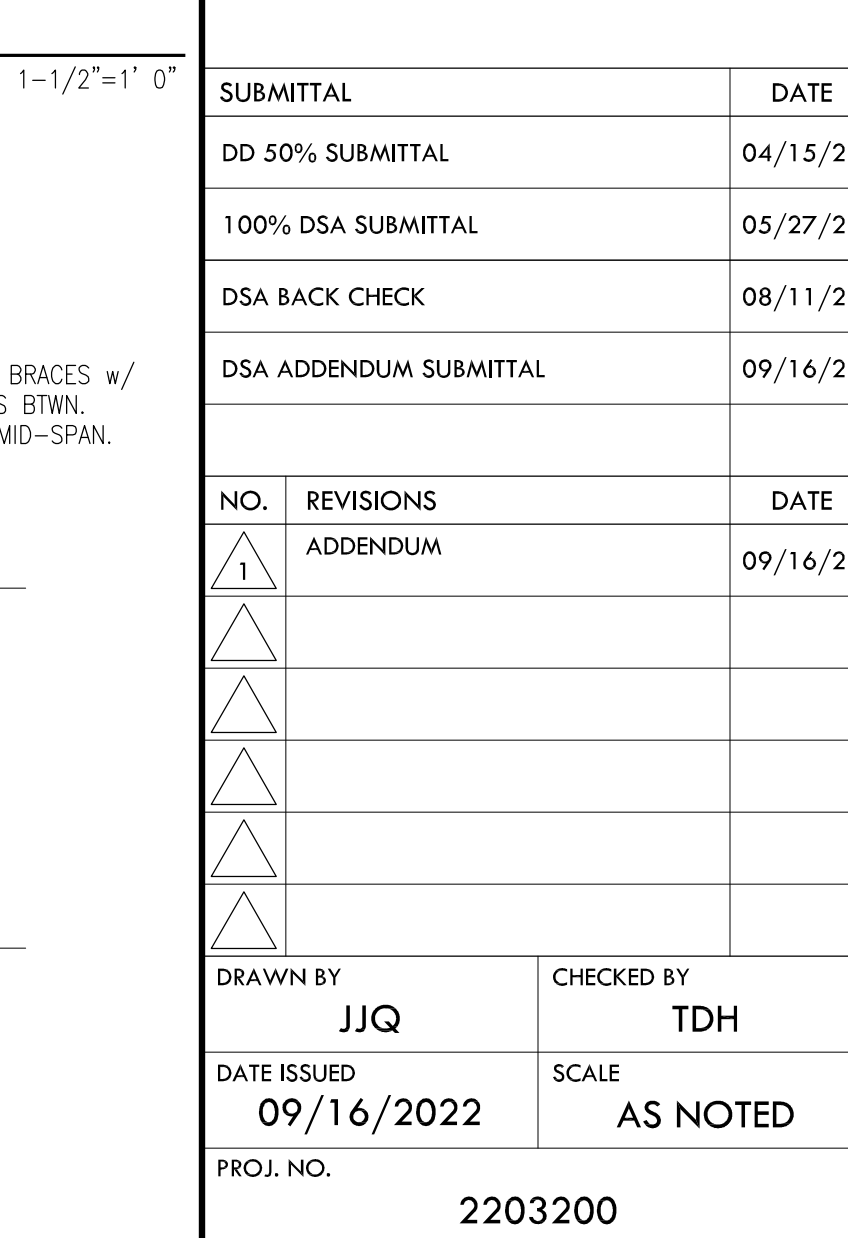 1-1/2"=1' 0"
BRACES w/
S BTWN.
MID-SPAN.
SUBMITTAL DATE
DD 50% SUBMITTAL 04/15/2
100% DSA SUBMITTAL 05/27/2
DSA BACK CHECK 08/11/2
DSA ADDENDUM SUBMITTAL 09/16/2
NO. REVISIONS DATE
1 ADDENDUM 09/16/2
DRAWN BY CHECKED BY
JJQ TDH
DATE ISSUED SCALE
09/16/2022 AS NOTED
PROJ. NO.
2203200